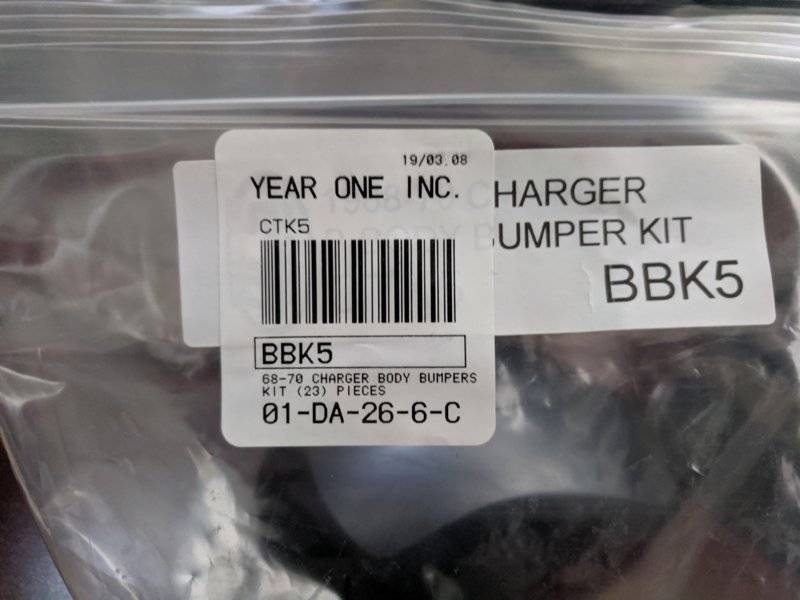 19/03.08
YEAR ONE INC.
CTK5
BBK5
68-70 CHARGER BODY BUMPERS
KIT (23) PIECES
01-DA-26-6-C
CHARGER
BUMPER KIT
BBK5